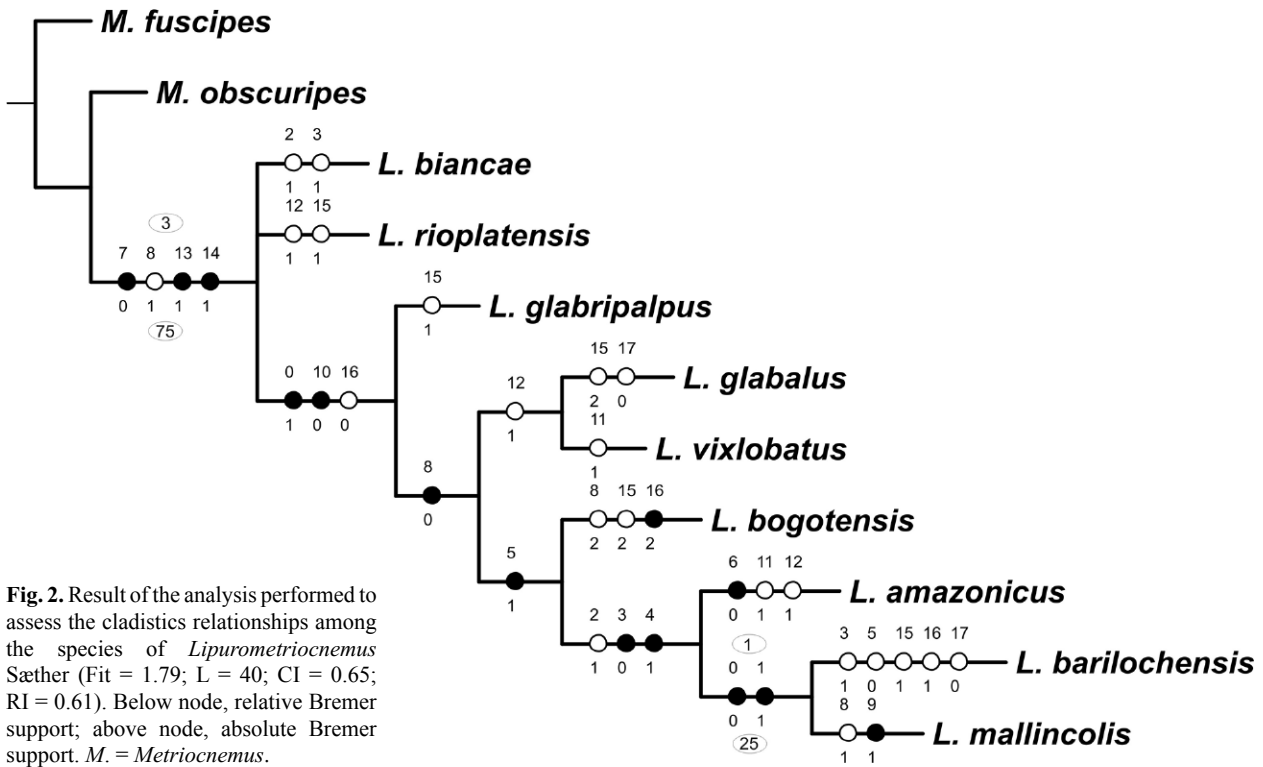 M. fuscipes
M. obscuripes
2 3
L. biancae
1 1
12 15
L. rioplatensis
1 1
3
7 8 13 14
0 1 1 1
75
15
L. glabripalpus
1
0 10 16
1 0 0
15 17
L. glabalus
2 0
12
1
11
L. vixlobatus
1
8
0
8 15 16
L. bogotensis
2 2 2
5
1
6 11 12
L. amazonicus
0 1 1
2 3 4
1 0 1
1
0 1
0 1
25
3 5 15 16 17
L. barilochensis
1 0 1 1 0
8 9
L. mallincolis
1 1
Fig. 2. Result of the analysis performed to
assess the cladistics relationships among
the species of Lipurometriocnemus
Sæther (Fit = 1.79; L = 40; CI = 0.65;
RI = 0.61). Below node, relative Bremer
support; above node, absolute Bremer
support. M. = Metriocnemus.